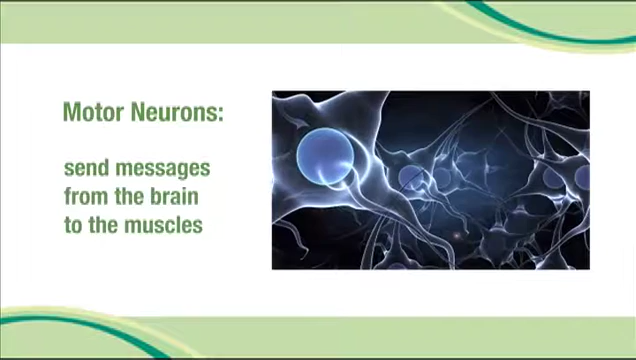 Motor Neurons:
send messages
from the brain
to the muscles